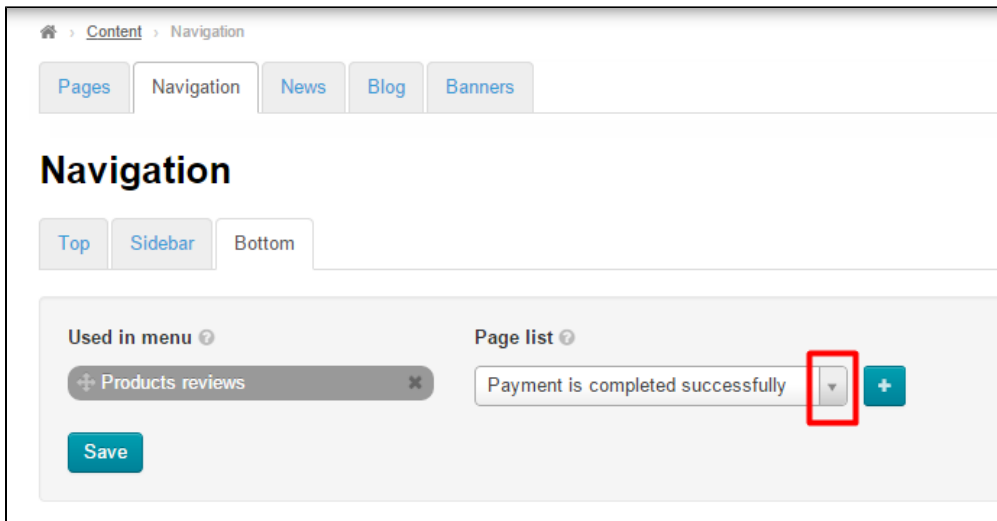 Content › Navigation
Pages Navigation News Blog Banners
Navigation
Top Sidebar Bottom
Used in menu Page list
Products reviews Payment is completed successfully +
Save